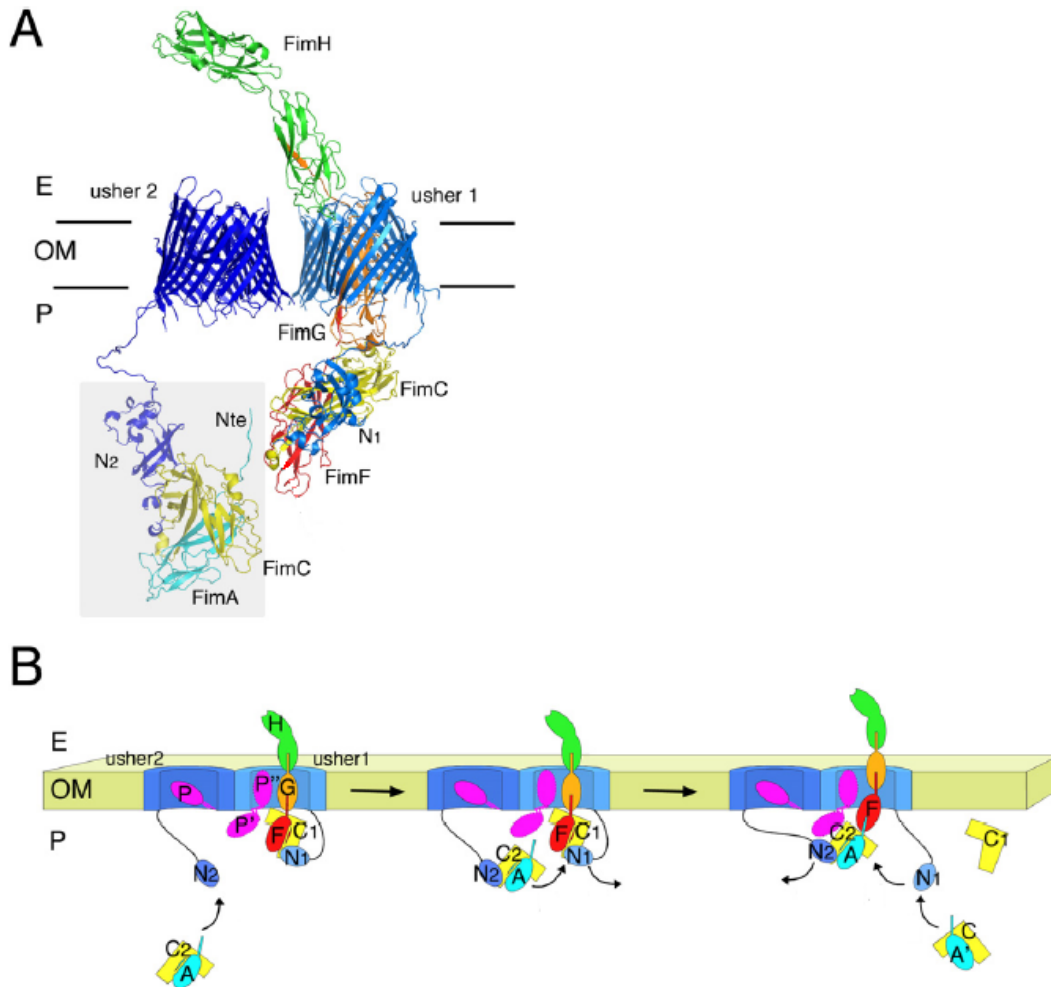 A
FimH
E
usher 2
usher 1
OM
P
FimG
FimC
Nte
N2
N1
FimF
FimC
FimA
B
E
H
usher2
usher1
OM
P
P"
G
F
F
P
P'
F
C1
C2
C1
C2
C1
N1
A
N2
N2
N1
N2
A
N1
C2
A
C
A'